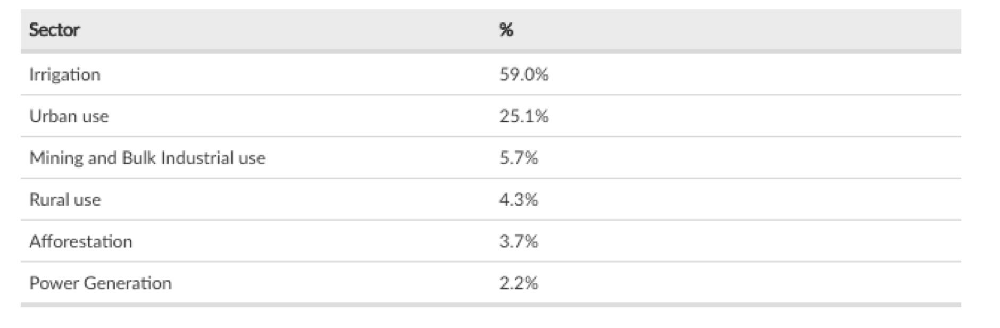 Sector %
Irrigation 59.0%
Urban use 25.1%
Mining and Bulk Industrial use 5.7%
Rural use 4.3%
Afforestation 3.7%
Power Generation 2.2%